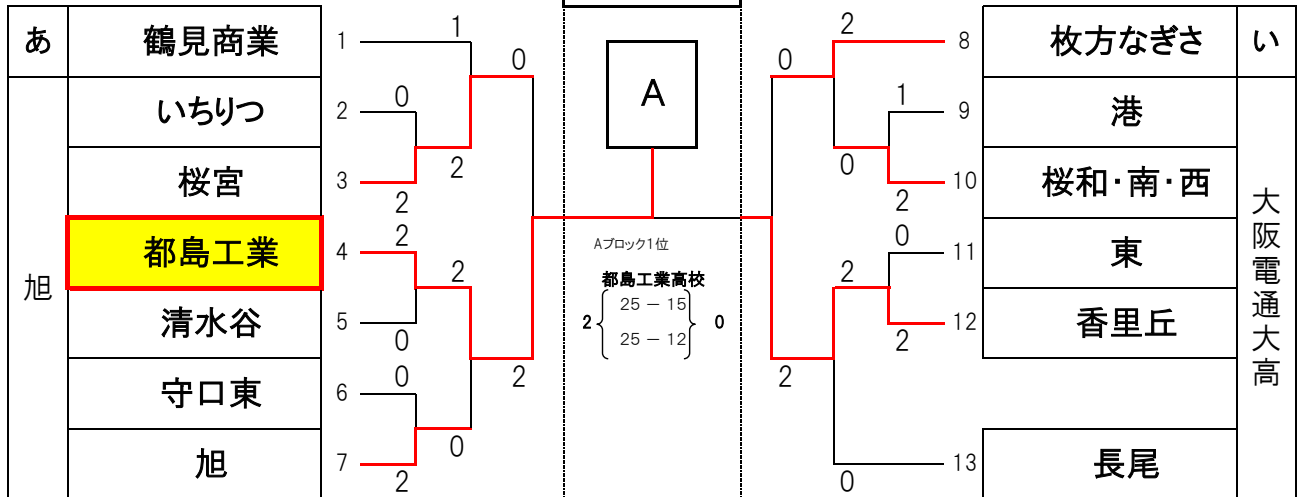 あ 鶴見商業 1 1
いちりつ 2 0
桜宮 3 2 2 0
都島工業 4 2 2
清水谷 5 0
守口東 6 0
旭 7 2 0 2
旭
A
Aブロック1位
都島工業高校
2 25 － 15 0
25 － 12
0 2 8 枚方なぎさ い
1 9 港
0 2 10 桜和・南・西
0 11 東
2 2 12 香里丘
2 0 13 長尾
大阪電通大高